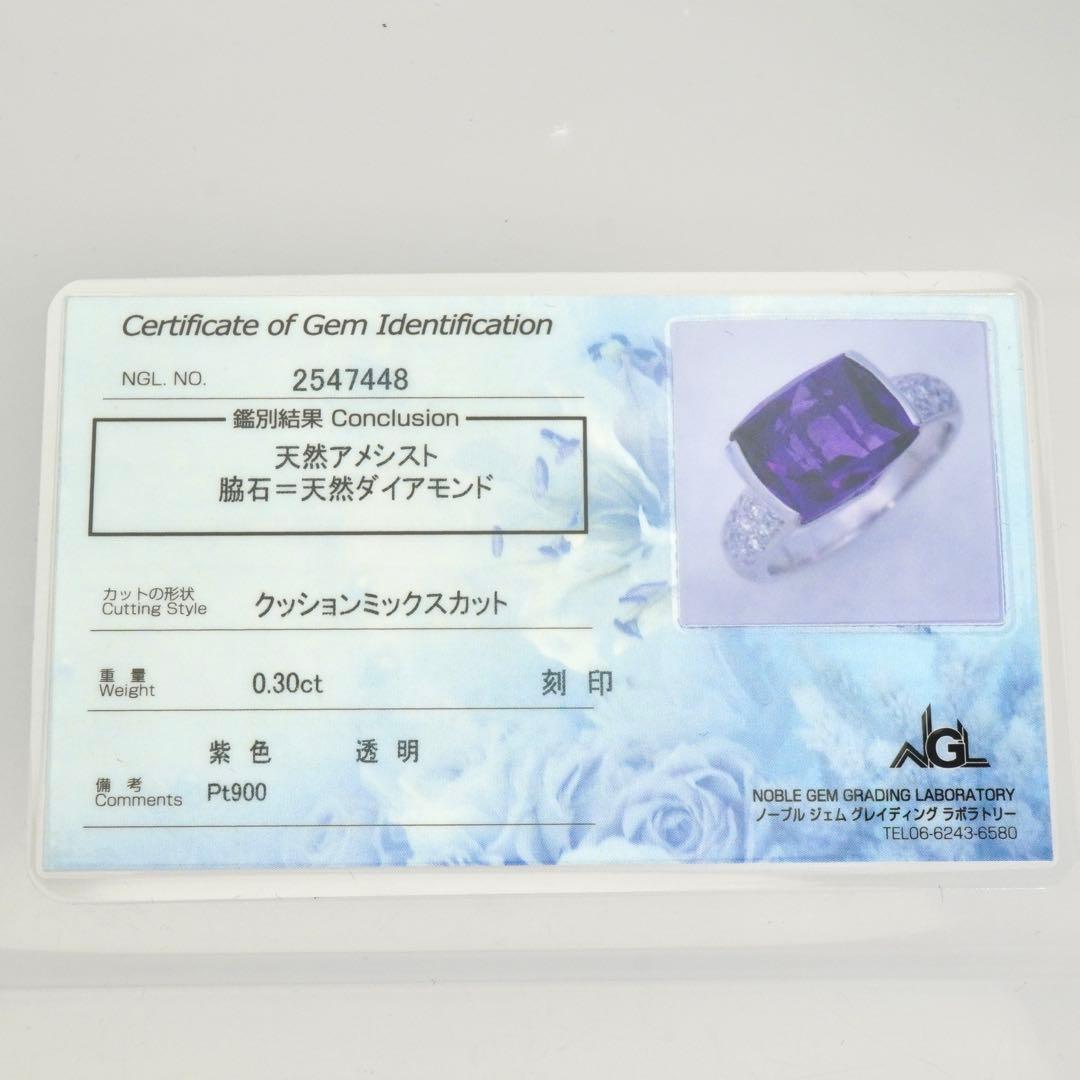 Certificate of Gem Identification
NGL. NO. 2547448
鑑別結果 Conclusion
天然アメシスト
脇石＝天然ダイアモンド
カットの形状
Cutting Style クッションミックスカット
重量
Weight 0.30ct 刻印
紫色 透明
備考
Comments Pt900
NGL
NOBLE GEM GRADING LABORATORY
ノーブル ジェム グレイディング ラボラトリー
TEL06-6243-6580